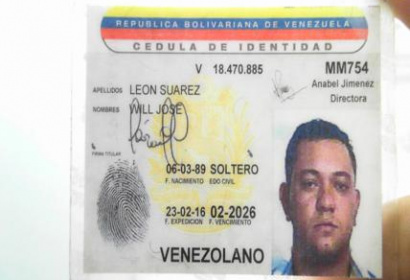 REPUBLICA BOLIVARIANA DE VENEZUELA
CEDULA DE IDENTIDAD
V 18.470.885 MM754
Anabel Jimenez
Directora
APELLIDOS LEON SUAREZ
NOMBRES WILL JOSE
FIRMA TITULAR
06-03-89 SOLTERO
F. NACIMIENTO EDO CIVIL
23-02-16 02-2026
F. EXPEDICION F. VENCIMIENTO
VENEZOLANO